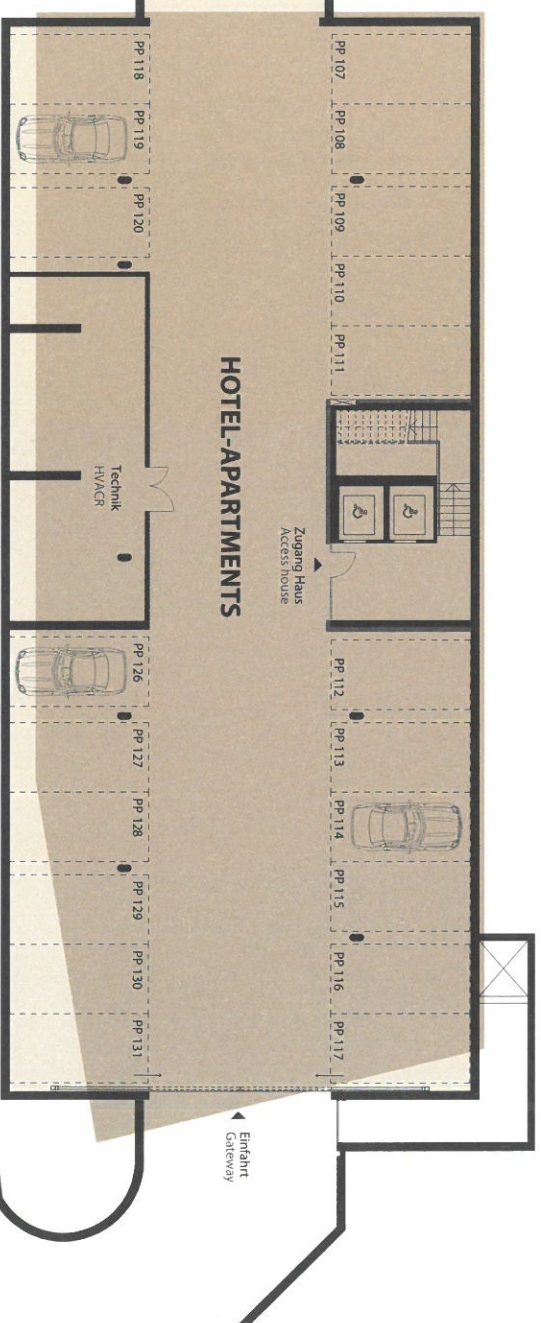 PP 107
PP 108
PP 109
PP 110
PP 111
PP 112
PP 113
PP 114
PP 115
PP 116
PP 117
Zugang Haus
Access house
HOTEL-APARTMENTS
Einfahrt
Gateway
PP 118
PP 119
PP 120
Technik
HVACR
PP 126
PP 127
PP 128
PP 129
PP 130
PP 131